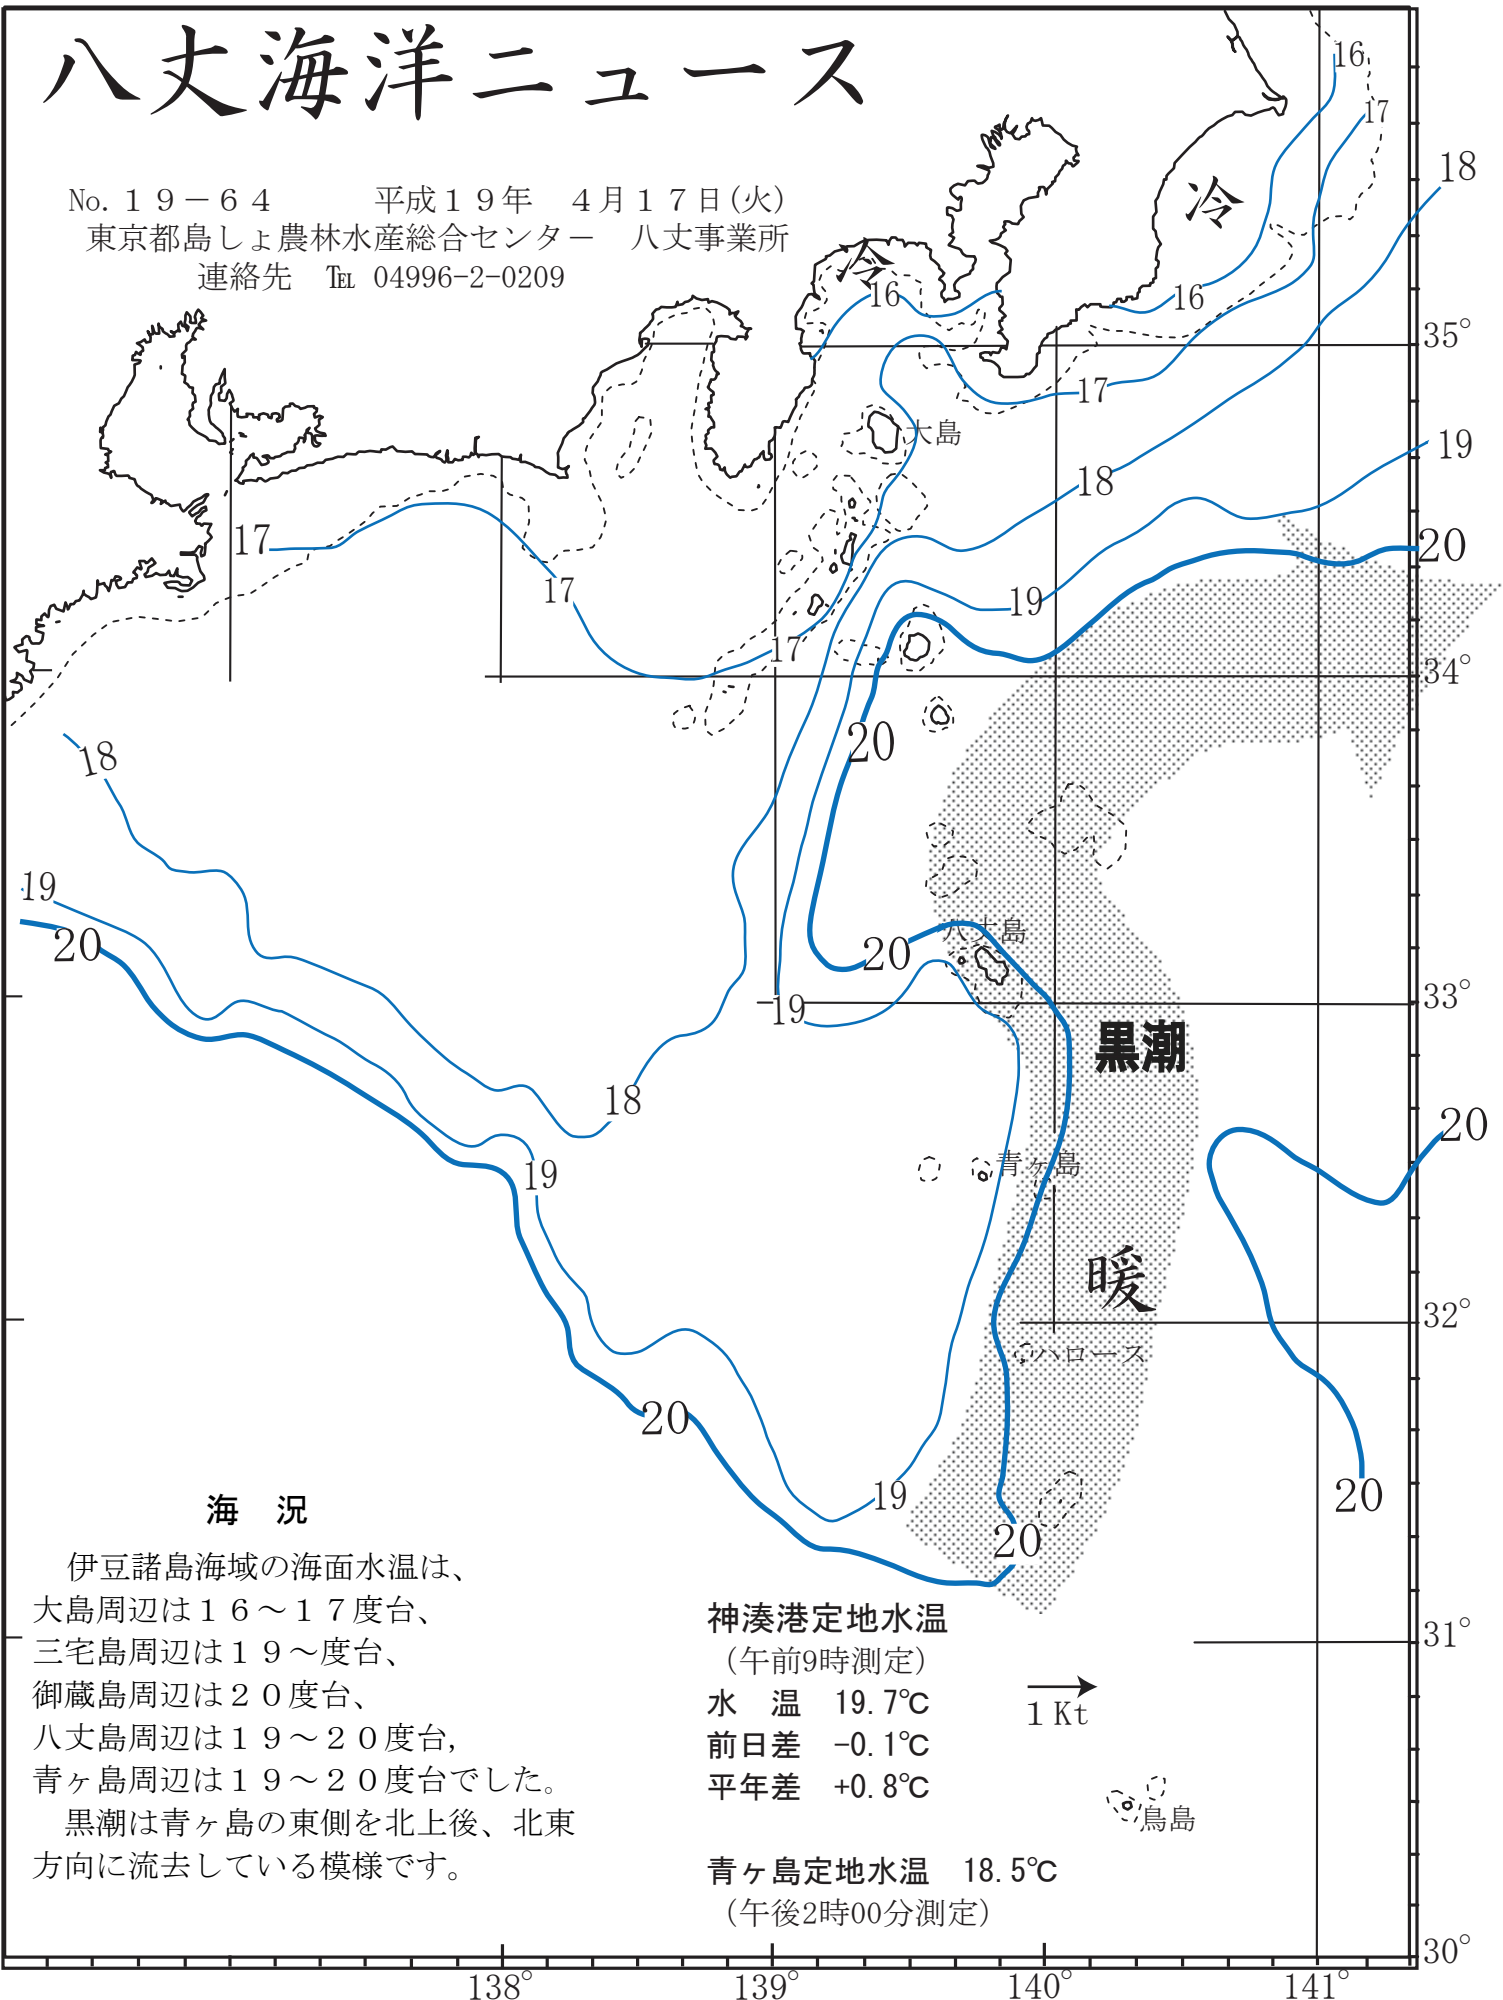 八丈海洋ニュース
No. １９－６４　　　平成１９年　４月１７日(火)
東京都島しょ農林水産総合センタ－　八丈事業所
連絡先　℡ 04996-2-0209
16
17
18
冷
冷
16
16
35°
17
大島
19
18
17
20
17
19
17
34°
20
18
19
八丈島
20
20
33°
19
黒潮
18
20
19
青ヶ島
暖
32°
ハロース
20
19
20
20
海　況
　伊豆諸島海域の海面水温は、
大島周辺は１６～１７度台、
三宅島周辺は１９～度台、
御蔵島周辺は２０度台、
八丈島周辺は１９～２０度台,
青ヶ島周辺は１９～２０度台でした。
　黒潮は青ヶ島の東側を北上後、北東
方向に流去している模様です。
神湊港定地水温
（午前9時測定）
水　温　19.7℃
前日差　-0.1℃
平年差　+0.8℃
青ヶ島定地水温　18.5℃
（午後2時00分測定）
31°
1 Kt
鳥島
30°
138°
139°
140°
141°